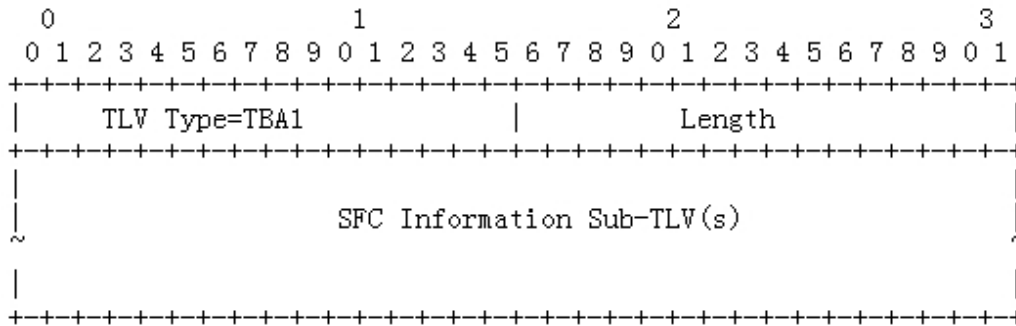 0 1 2 3
0 1 2 3 4 5 6 7 8 9 0 1 2 3 4 5 6 7 8 9 0 1 2 3 4 5 6 7 8 9 0 1
+-+-+-+-+-+-+-+-+-+-+-+-+-+-+-+-+-+-+-+-+-+-+-+-+-+-+-+-+-+-+-+-+
| TLV Type=TBA1 | Length |
+-+-+-+-+-+-+-+-+-+-+-+-+-+-+-+-+-+-+-+-+-+-+-+-+-+-+-+-+-+-+-+-+
| |
| SFC Information Sub-TLV(s) |
~ ~
| |
+-+-+-+-+-+-+-+-+-+-+-+-+-+-+-+-+-+-+-+-+-+-+-+-+-+-+-+-+-+-+-+-+